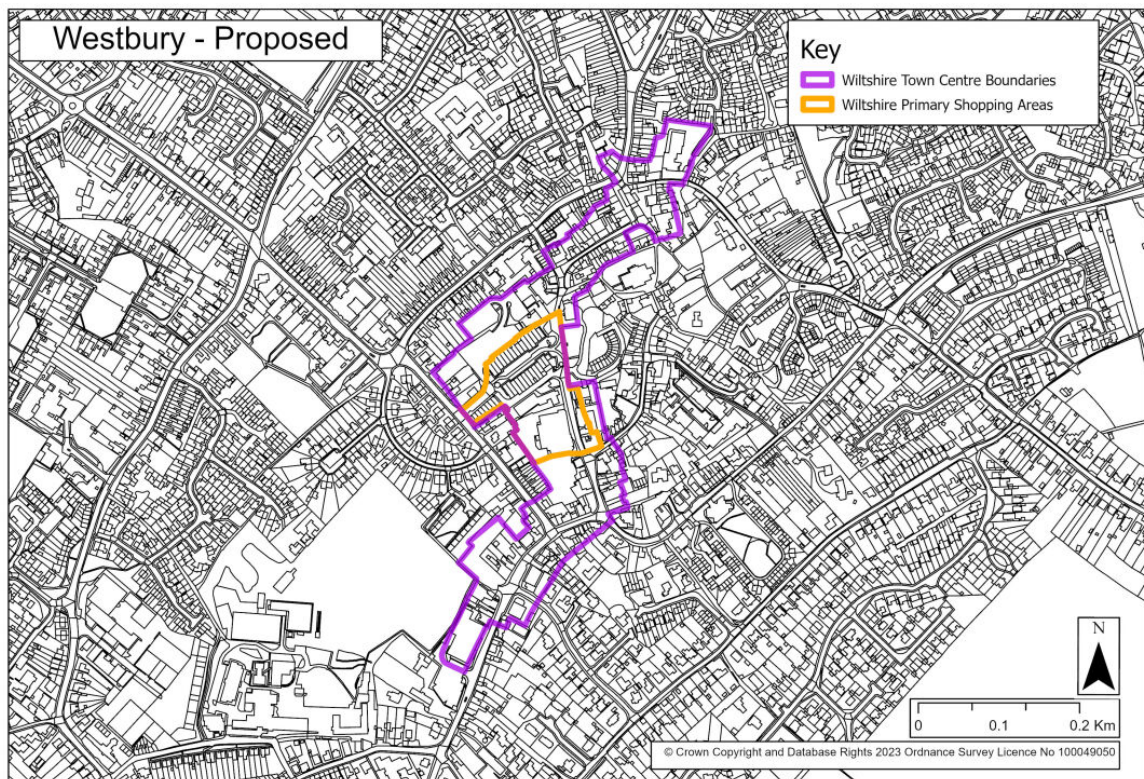 Westbury - Proposed
Key
Wiltshire Town Centre Boundaries
Wiltshire Primary Shopping Areas
N
0 0.1 0.2 Km
© Crown Copyright and Database Rights 2023 Ordnance Survey Licence No 100049050